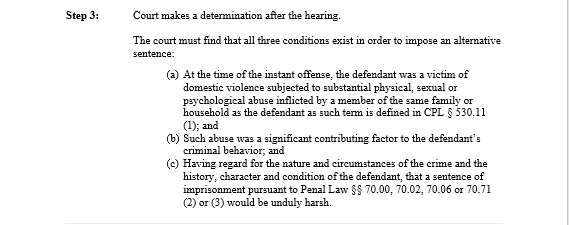 Step 3: Court makes a determination after the hearing.
The court must find that all three conditions exist in order to impose an alternative
sentence:
(a) At the time of the instant offense, the defendant was a victim of
domestic violence subjected to substantial physical, sexual or
psychological abuse inflicted by a member of the same family or
household as the defendant as such term is defined in CPL § 530.11
(1); and
(b) Such abuse was a significant contributing factor to the defendant's
criminal behavior; and
(c) Having regard for the nature and circumstances of the crime and the
history, character and condition of the defendant, that a sentence of
imprisonment pursuant to Penal Law §§ 70.00, 70.02, 70.06 or 70.71
(2) or (3) would be unduly harsh.